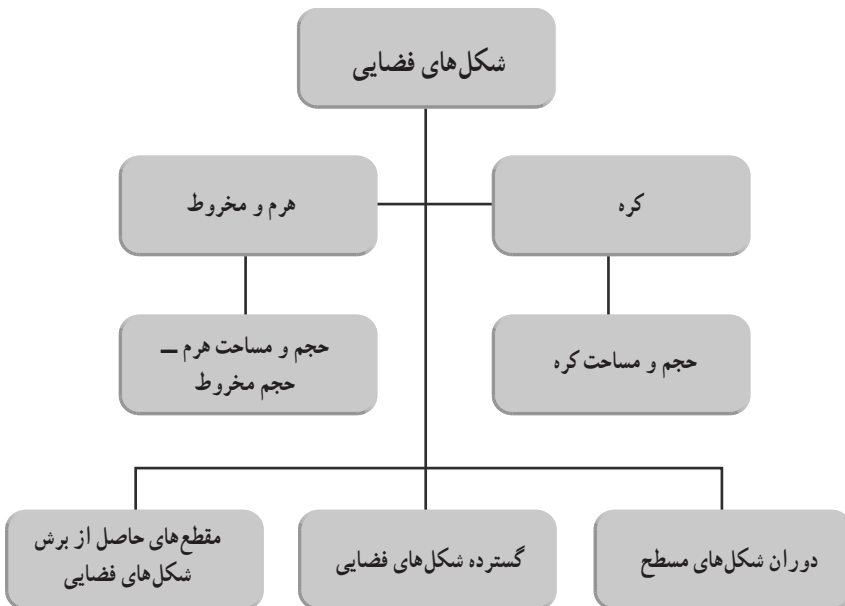 شکل‌های فضایی
کره
هرم و مخروط
حجم و مساحت کره
حجم و مساحت هرم ــ
حجم مخروط
دوران شکل‌های مسطح
گسترده شکل‌های فضایی
مقطع‌های حاصل از برش
شکل‌های فضایی